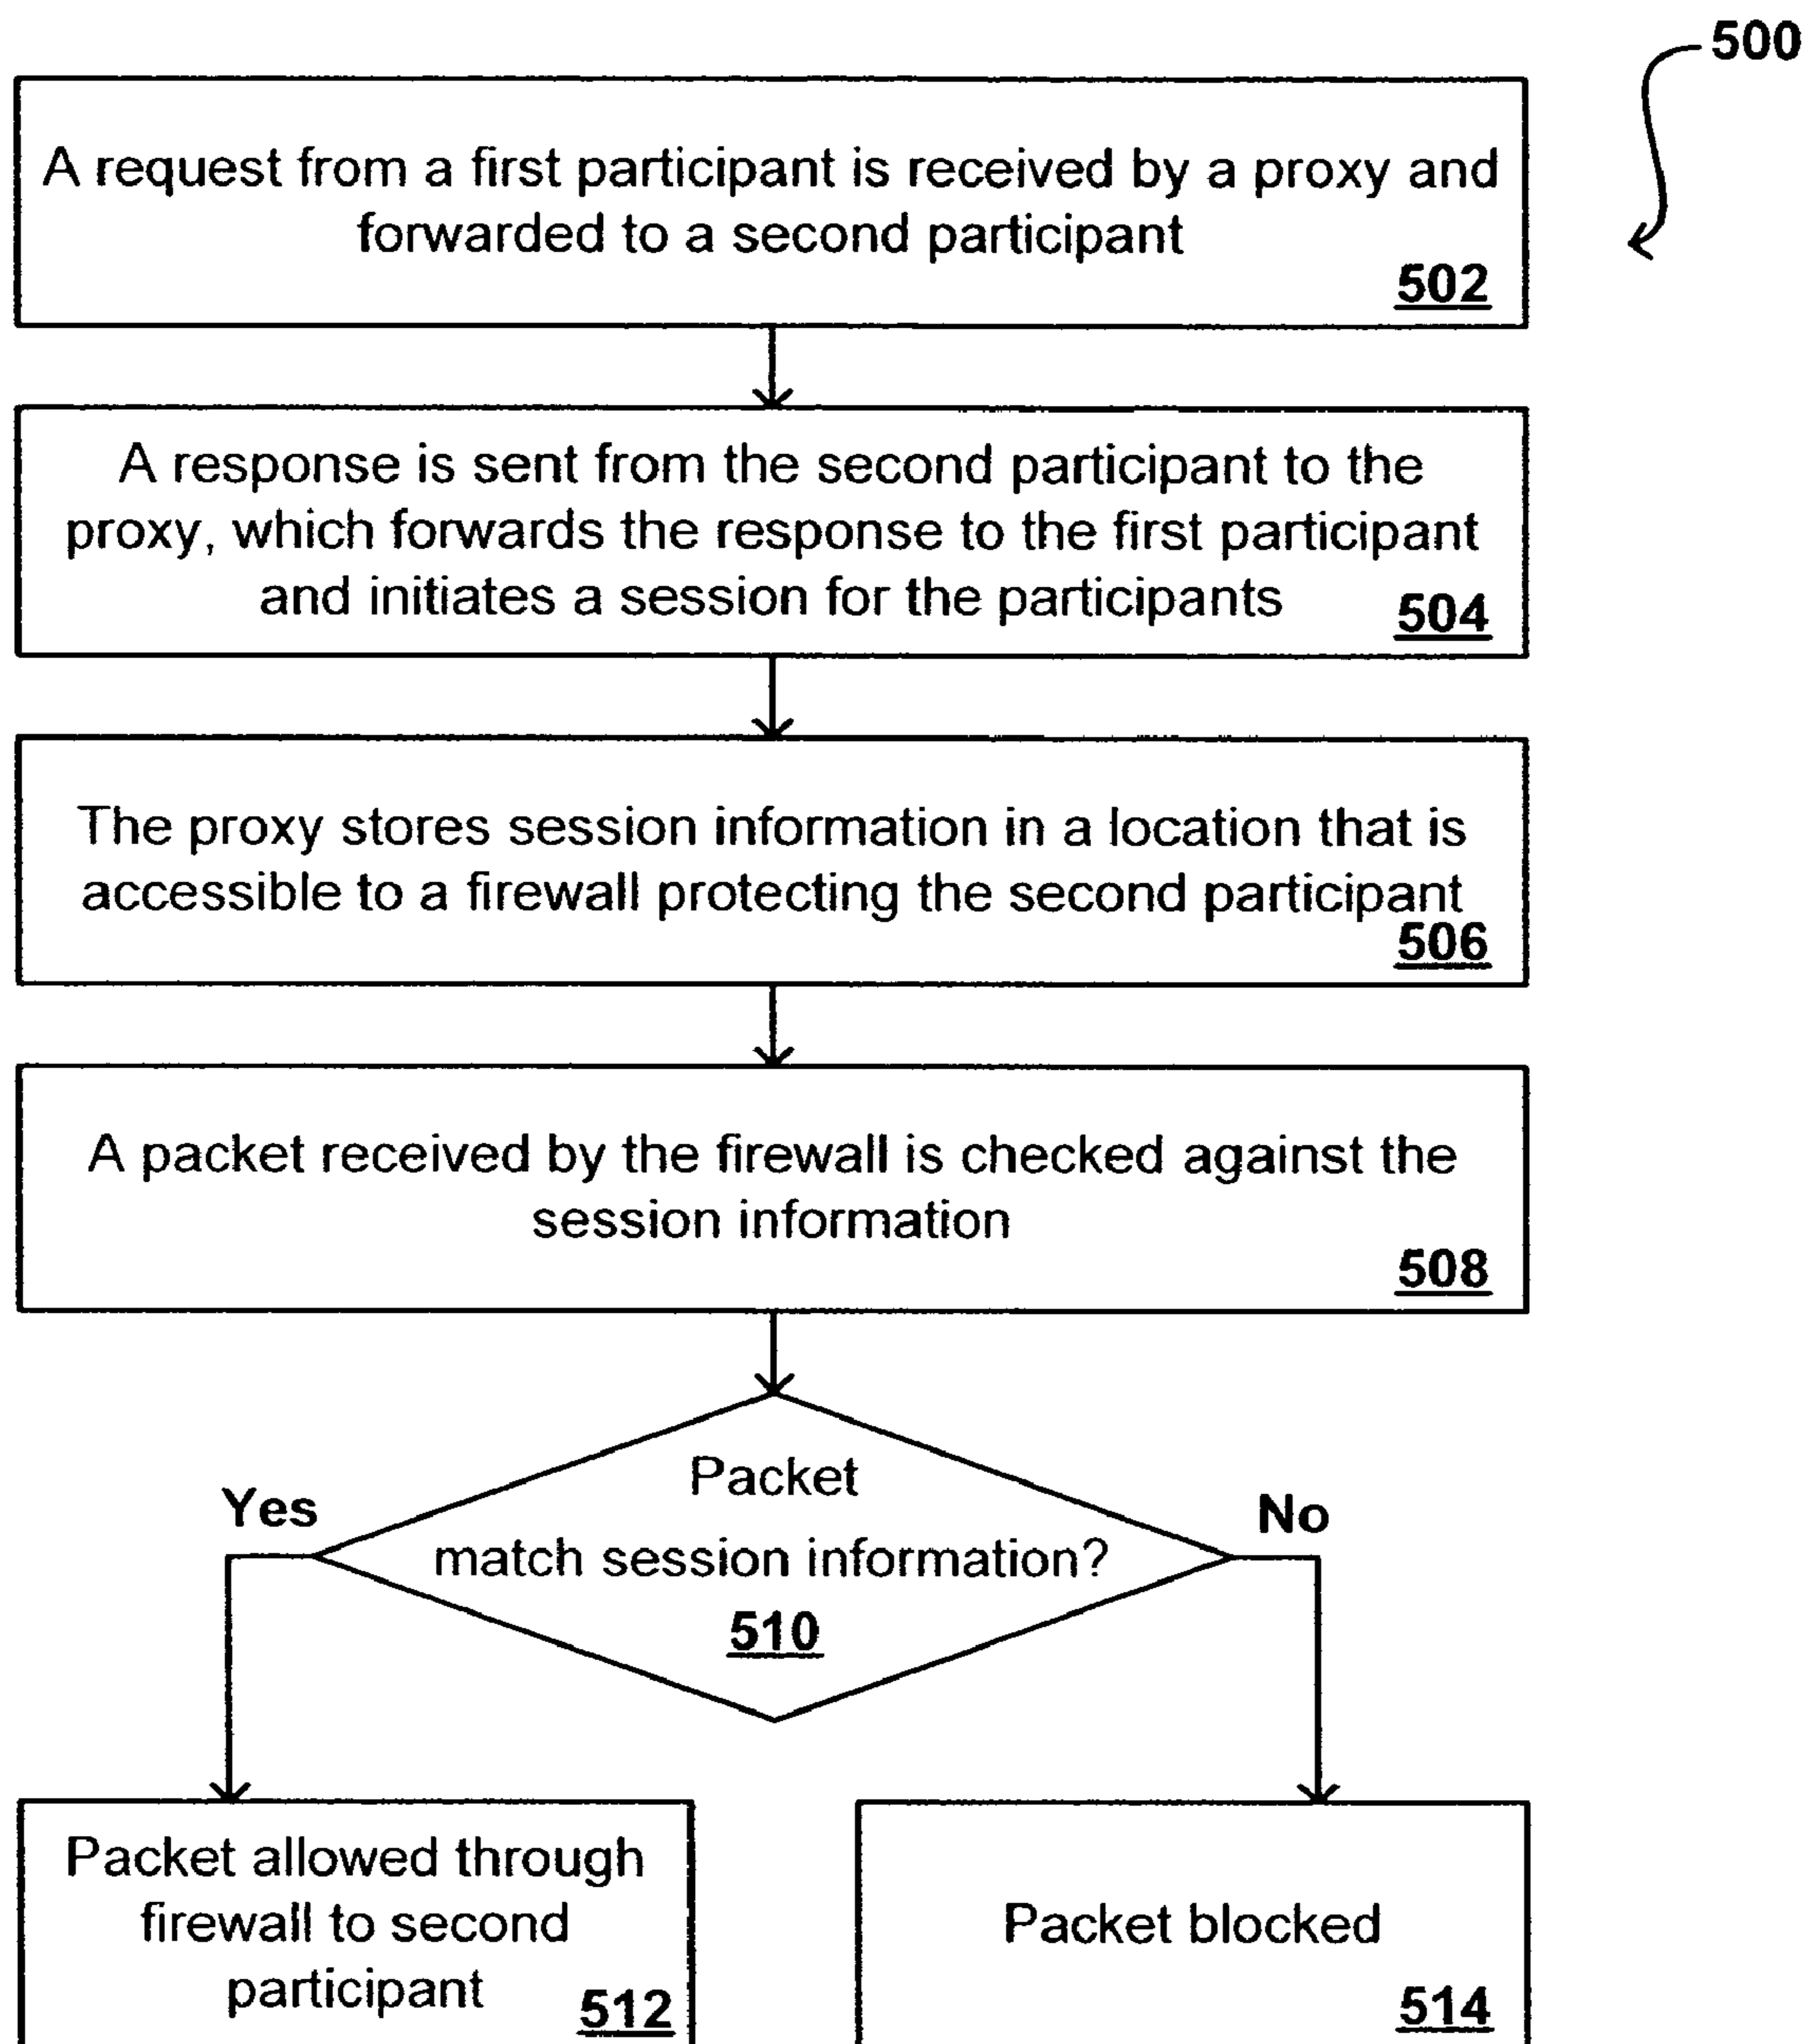 500
A request from a first participant is received by a proxy and
forwarded to a second participant
502
A response is sent from the second participant to the
proxy, which forwards the response to the first participant
and initiates a session for the participants
504
The proxy stores session information in a location that is
accessible to a firewall protecting the second participant
506
A packet received by the firewall is checked against the
session information
508
Packet
match session information?
510
Yes
No
Packet allowed through
firewall to second
participant
512
Packet blocked
514